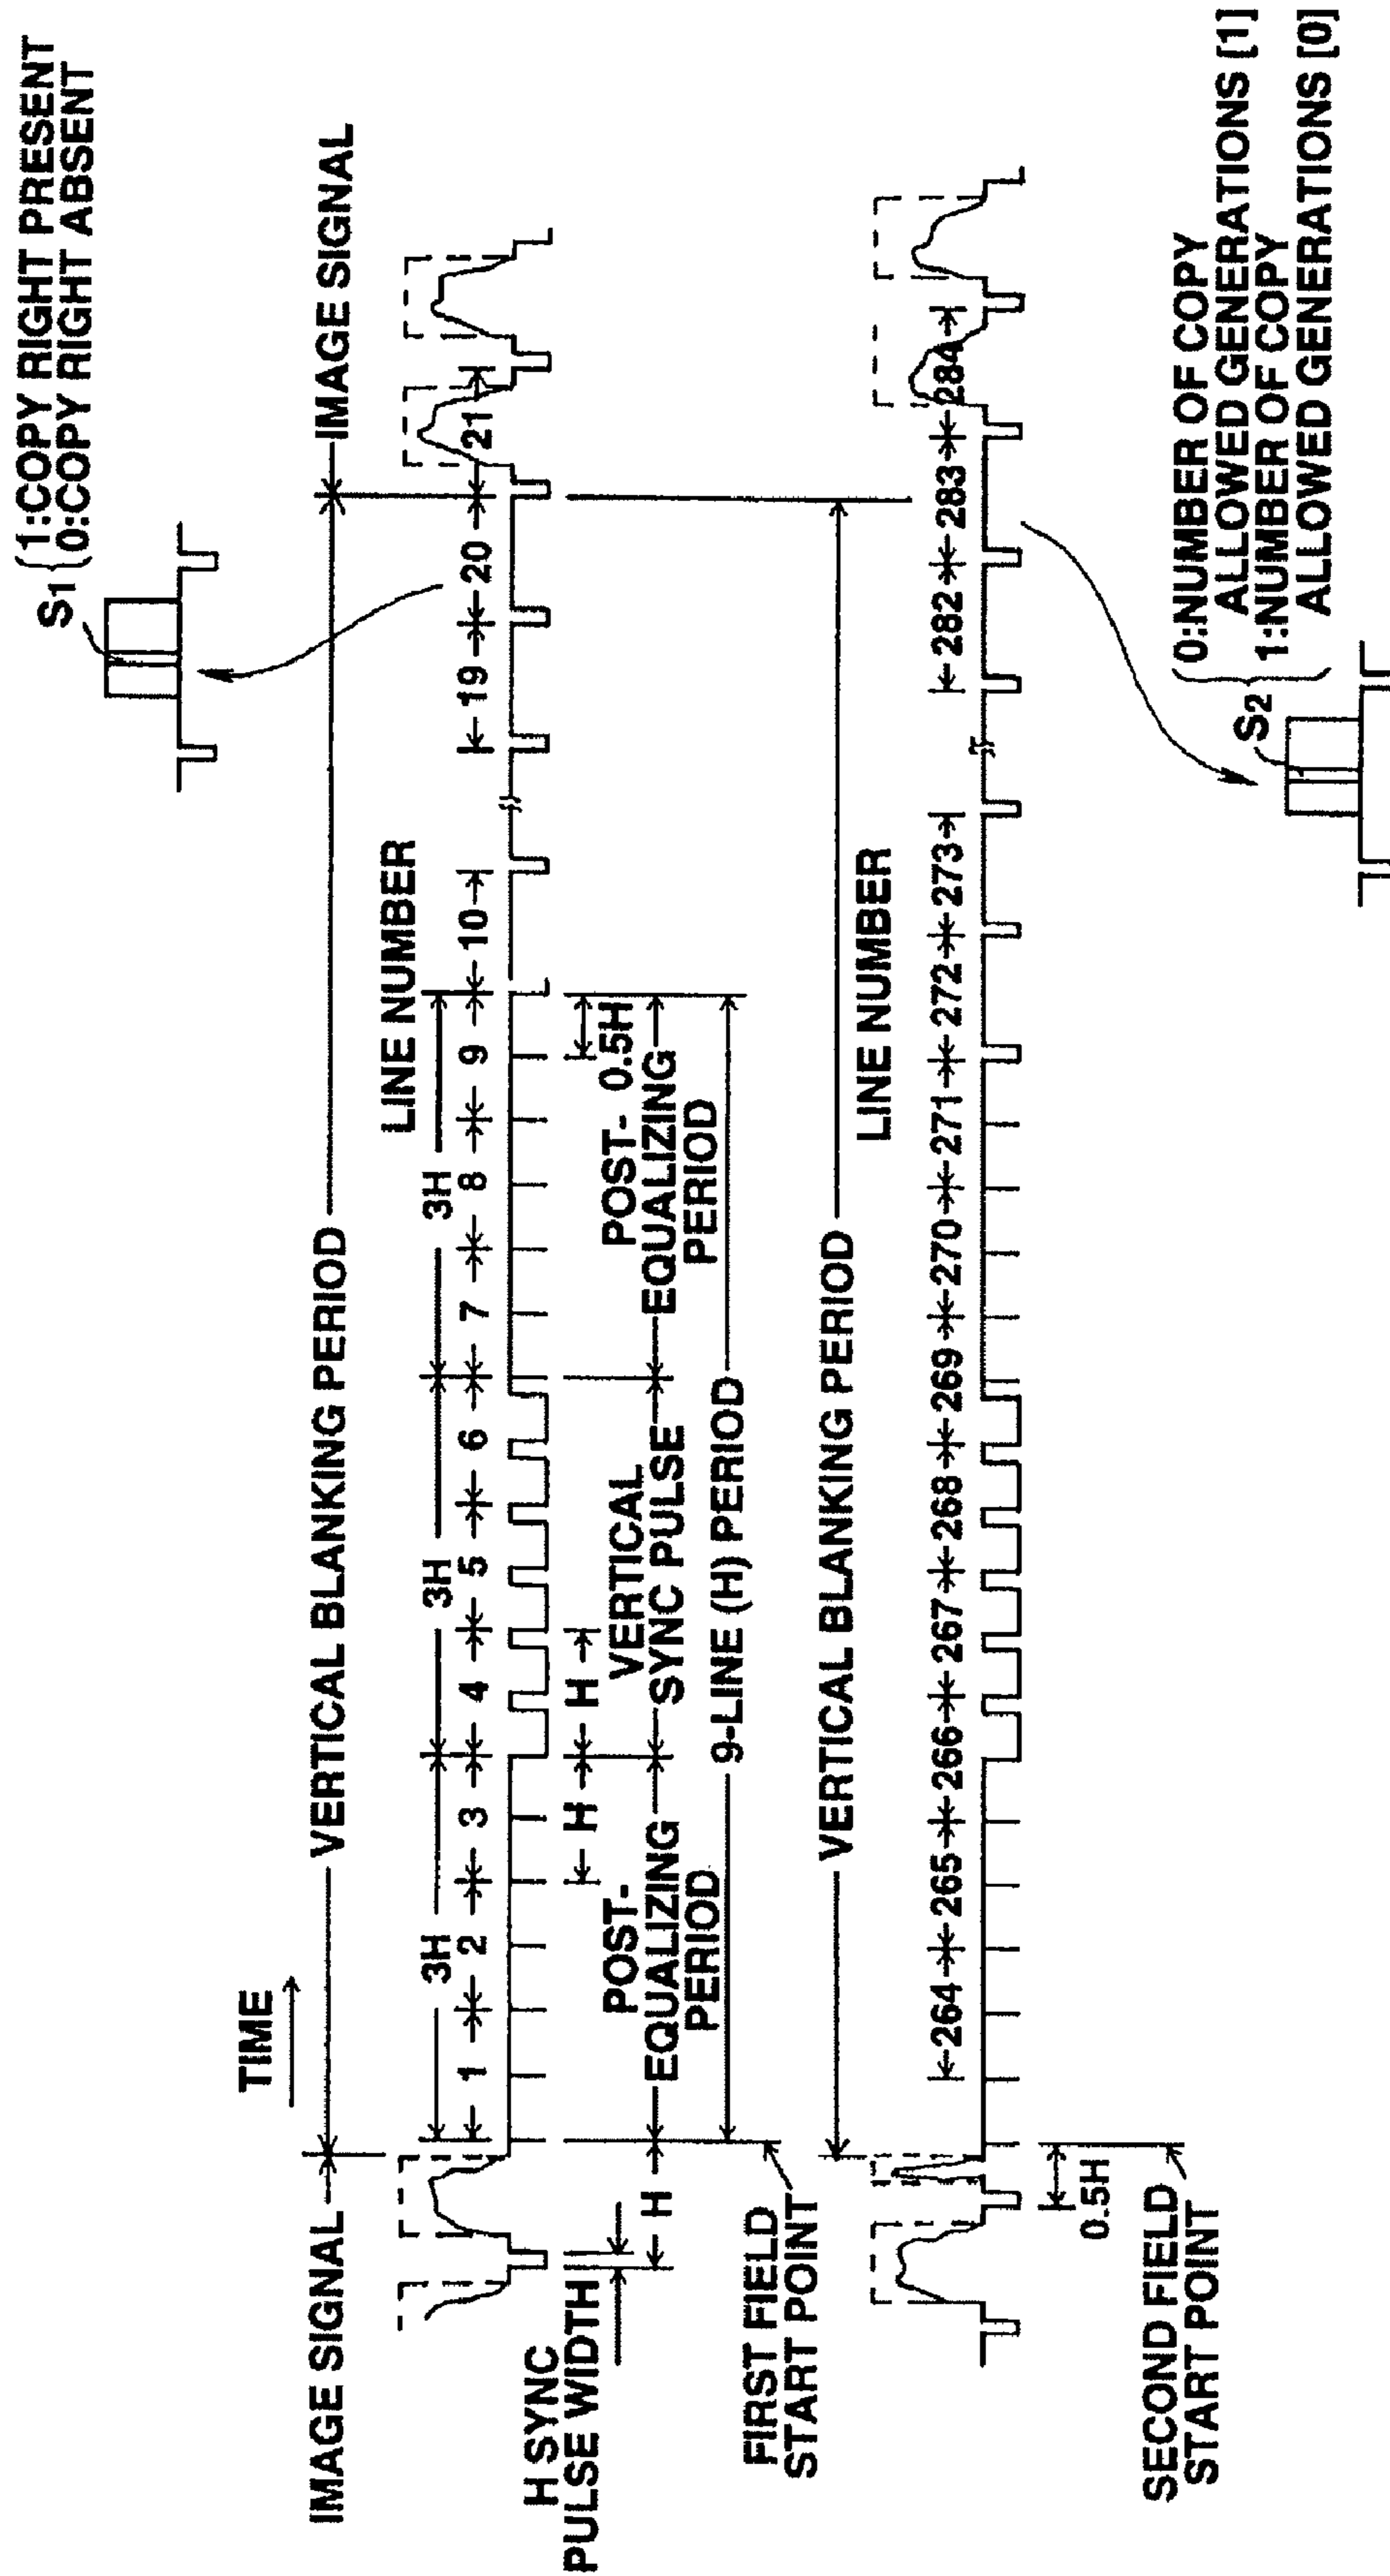 TIME
IMAGE SIGNAL
VERTICAL BLANKING PERIOD
IMAGE SIGNAL
S1
1:COPY RIGHT PRESENT
0:COPY RIGHT ABSENT
LINE NUMBER
3H
3H
3H
1 2 3 4 5 6 7 8 9 10 19 20 21
H SYNC
PULSE WIDTH
H
H
H
0.5H
POST-
EQUALIZING
PERIOD
VERTICAL
SYNC PULSE
POST-
EQUALIZING
PERIOD
9-LINE (H) PERIOD
FIRST FIELD
START POINT
VERTICAL BLANKING PERIOD
LINE NUMBER
264 265 266 267 268 269 270 271 272 273 282 283 284
0.5H
SECOND FIELD
START POINT
S2
0:NUMBER OF COPY
ALLOWED GENERATIONS [1]
1:NUMBER OF COPY
ALLOWED GENERATIONS [0]